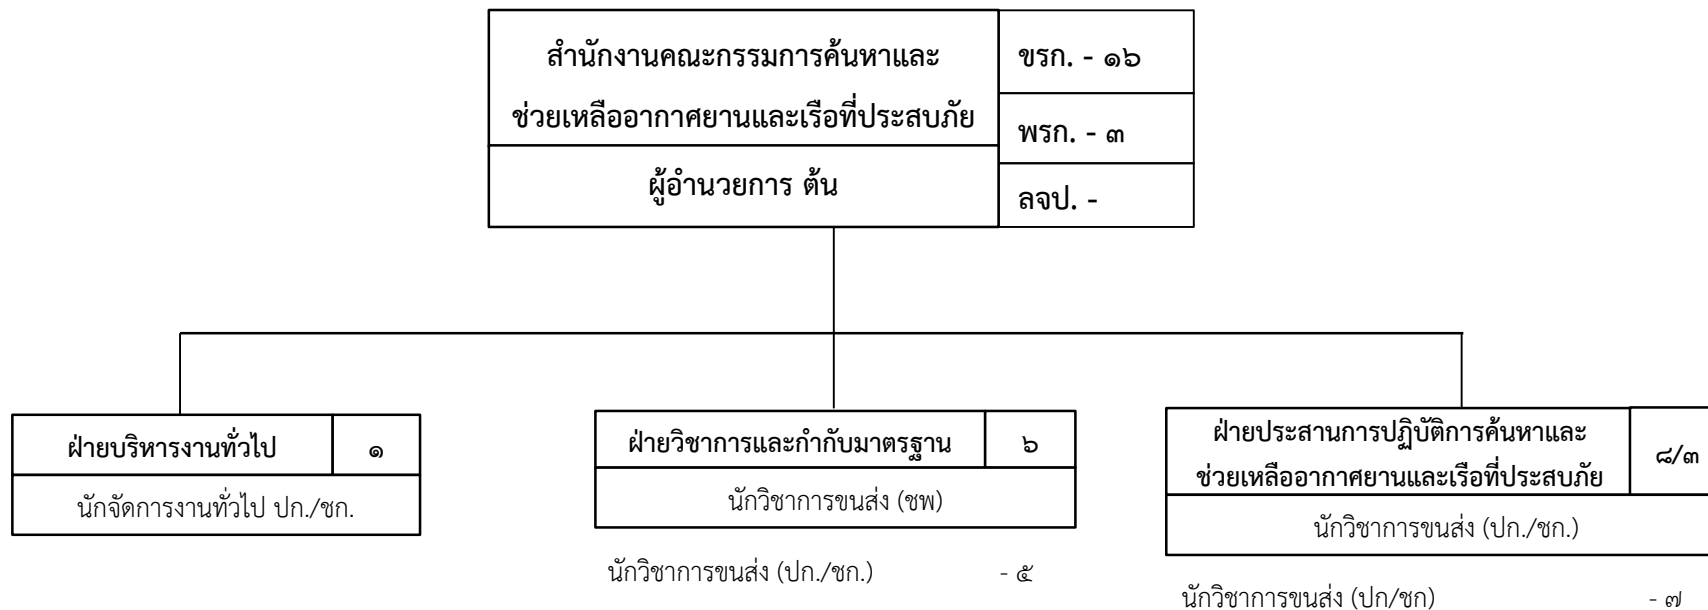 สำนักงานคณะกรรมการค้นหาและ
ช่วยเหลืออากาศยานและเรือที่ประสบภัย
ผู้อำนวยการ ต้น
ขรก. - ๑๖
พรก. - ๓
ลจป. -
ฝ่ายบริหารงานทั่วไป ๑
นักจัดการงานทั่วไป ปก./ชก.
ฝ่ายวิชาการและกำกับมาตรฐาน ๖
นักวิชาการขนส่ง (ชพ)
นักวิชาการขนส่ง (ปก./ชก.) - ๕
ฝ่ายประสานการปฏิบัติการค้นหาและ
ช่วยเหลืออากาศยานและเรือที่ประสบภัย
๘/๓
นักวิชาการขนส่ง (ปก./ชก.)
นักวิชาการขนส่ง (ปก/ชก) - ๗